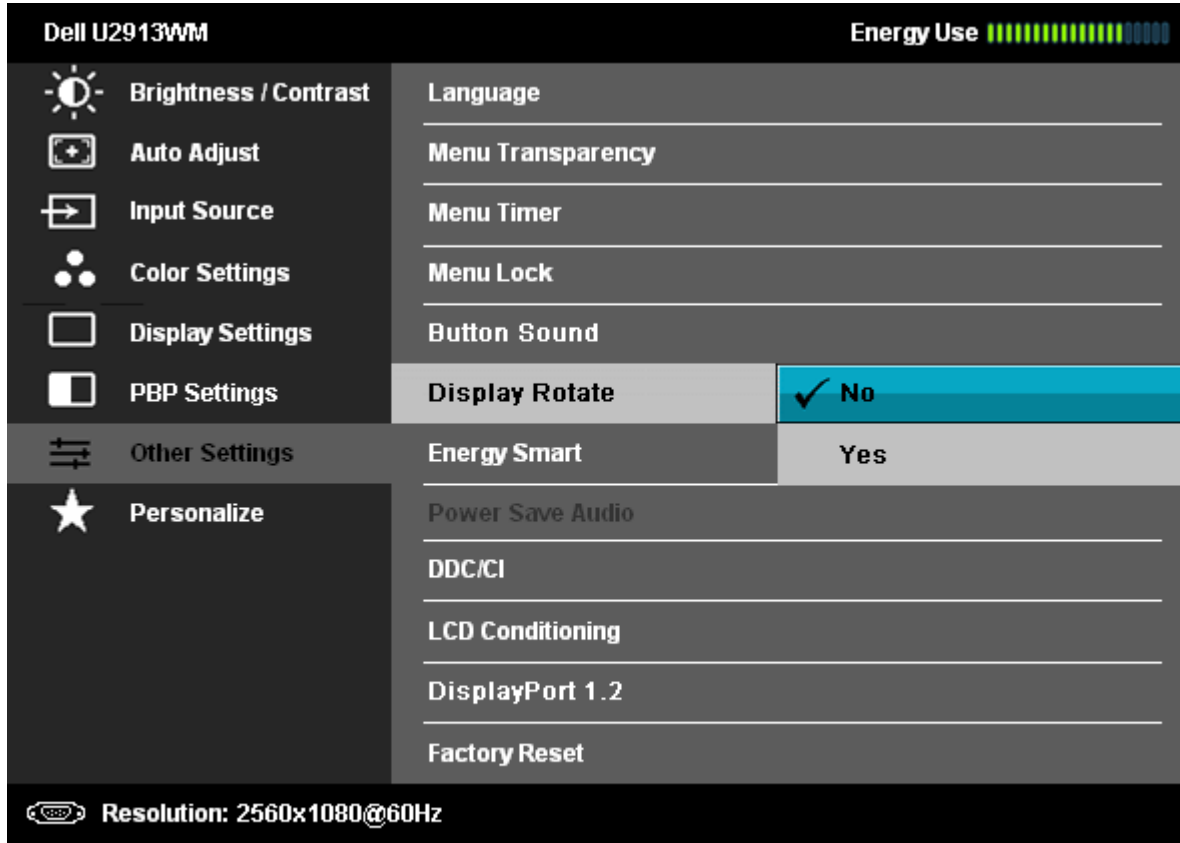 Dell U2913WM
Energy Use
Brightness / Contrast
Auto Adjust
Input Source
Color Settings
Display Settings
PBP Settings
Other Settings
Personalize
Language
Menu Transparency
Menu Timer
Menu Lock
Button Sound
Display Rotate
No
Yes
Energy Smart
Power Save Audio
DDC/CI
LCD Conditioning
DisplayPort 1.2
Factory Reset
Resolution: 2560x1080@60Hz